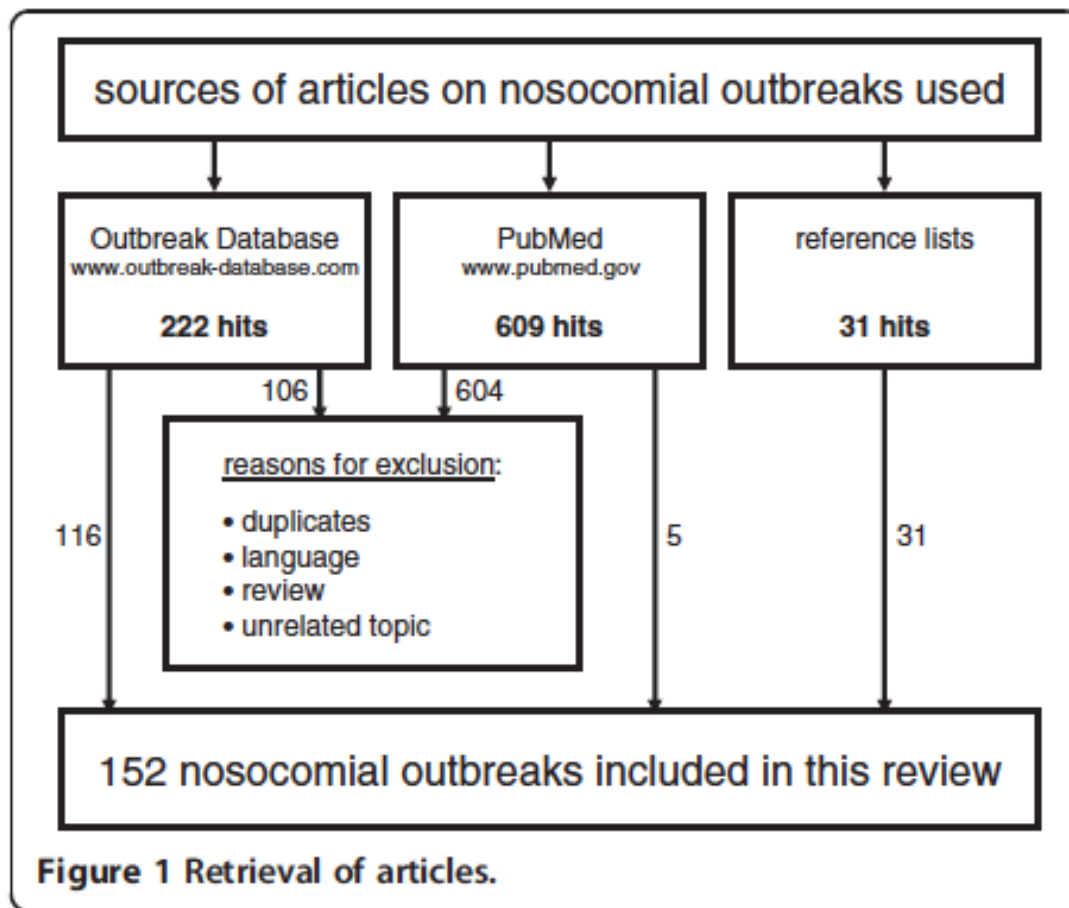 sources of articles on nosocomial outbreaks used
Outbreak Database
www.outbreak-database.com
222 hits
PubMed
www.pubmed.gov
609 hits
reference lists
31 hits
106
604
reasons for exclusion:
• duplicates
• language
• review
• unrelated topic
116
5
31
152 nosocomial outbreaks included in this review
Figure 1 Retrieval of articles.